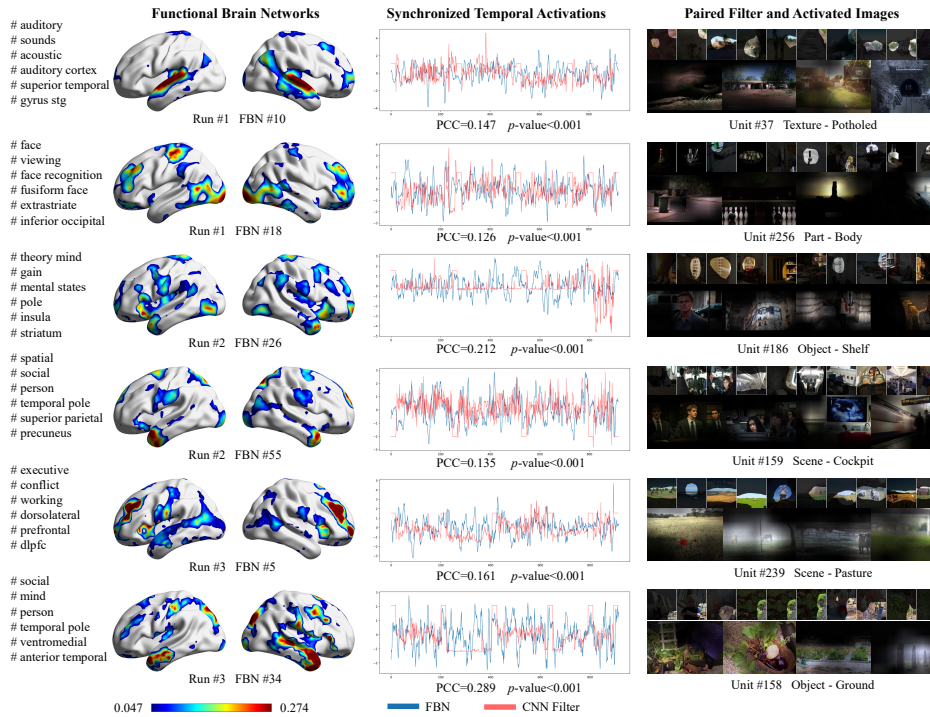 Functional Brain Networks
Synchronized Temporal Activations
Paired Filter and Activated Images
# auditory
# sounds
# acoustic
# auditory cortex
# superior temporal
# gyrus stg
Run #1 FBN #10
PCC=0.147 p-value<0.001
Unit #37 Texture - Potholed
# face
# viewing
# face recognition
# fusiform face
# extrastriate
# inferior occipital
Run #1 FBN #18
PCC=0.126 p-value<0.001
Unit #256 Part - Body
# theory mind
# gain
# mental states
# pole
# insula
# striatum
Run #2 FBN #26
PCC=0.212 p-value<0.001
Unit #186 Object - Shelf
# spatial
# social
# person
# temporal pole
# superior parietal
# precuneus
Run #2 FBN #55
PCC=0.135 p-value<0.001
Unit #159 Scene - Cockpit
# executive
# conflict
# working
# dorsolateral
# prefrontal
# dlpfc
Run #3 FBN #5
PCC=0.161 p-value<0.001
Unit #239 Scene - Pasture
# social
# mind
# person
# temporal pole
# ventromedial
# anterior temporal
Run #3 FBN #34
PCC=0.289 p-value<0.001
Unit #158 Object - Ground
0.047
0.274
FBN
CNN Filter